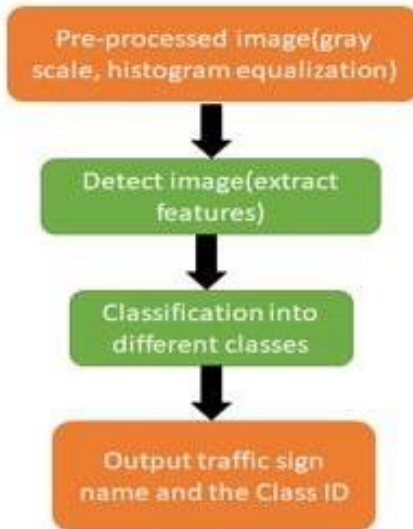 Pre-processed image(gray
scale, histogram equalization)
Detect image(extract
features)
Classification into
different classes
Output traffic sign
name and the Class ID